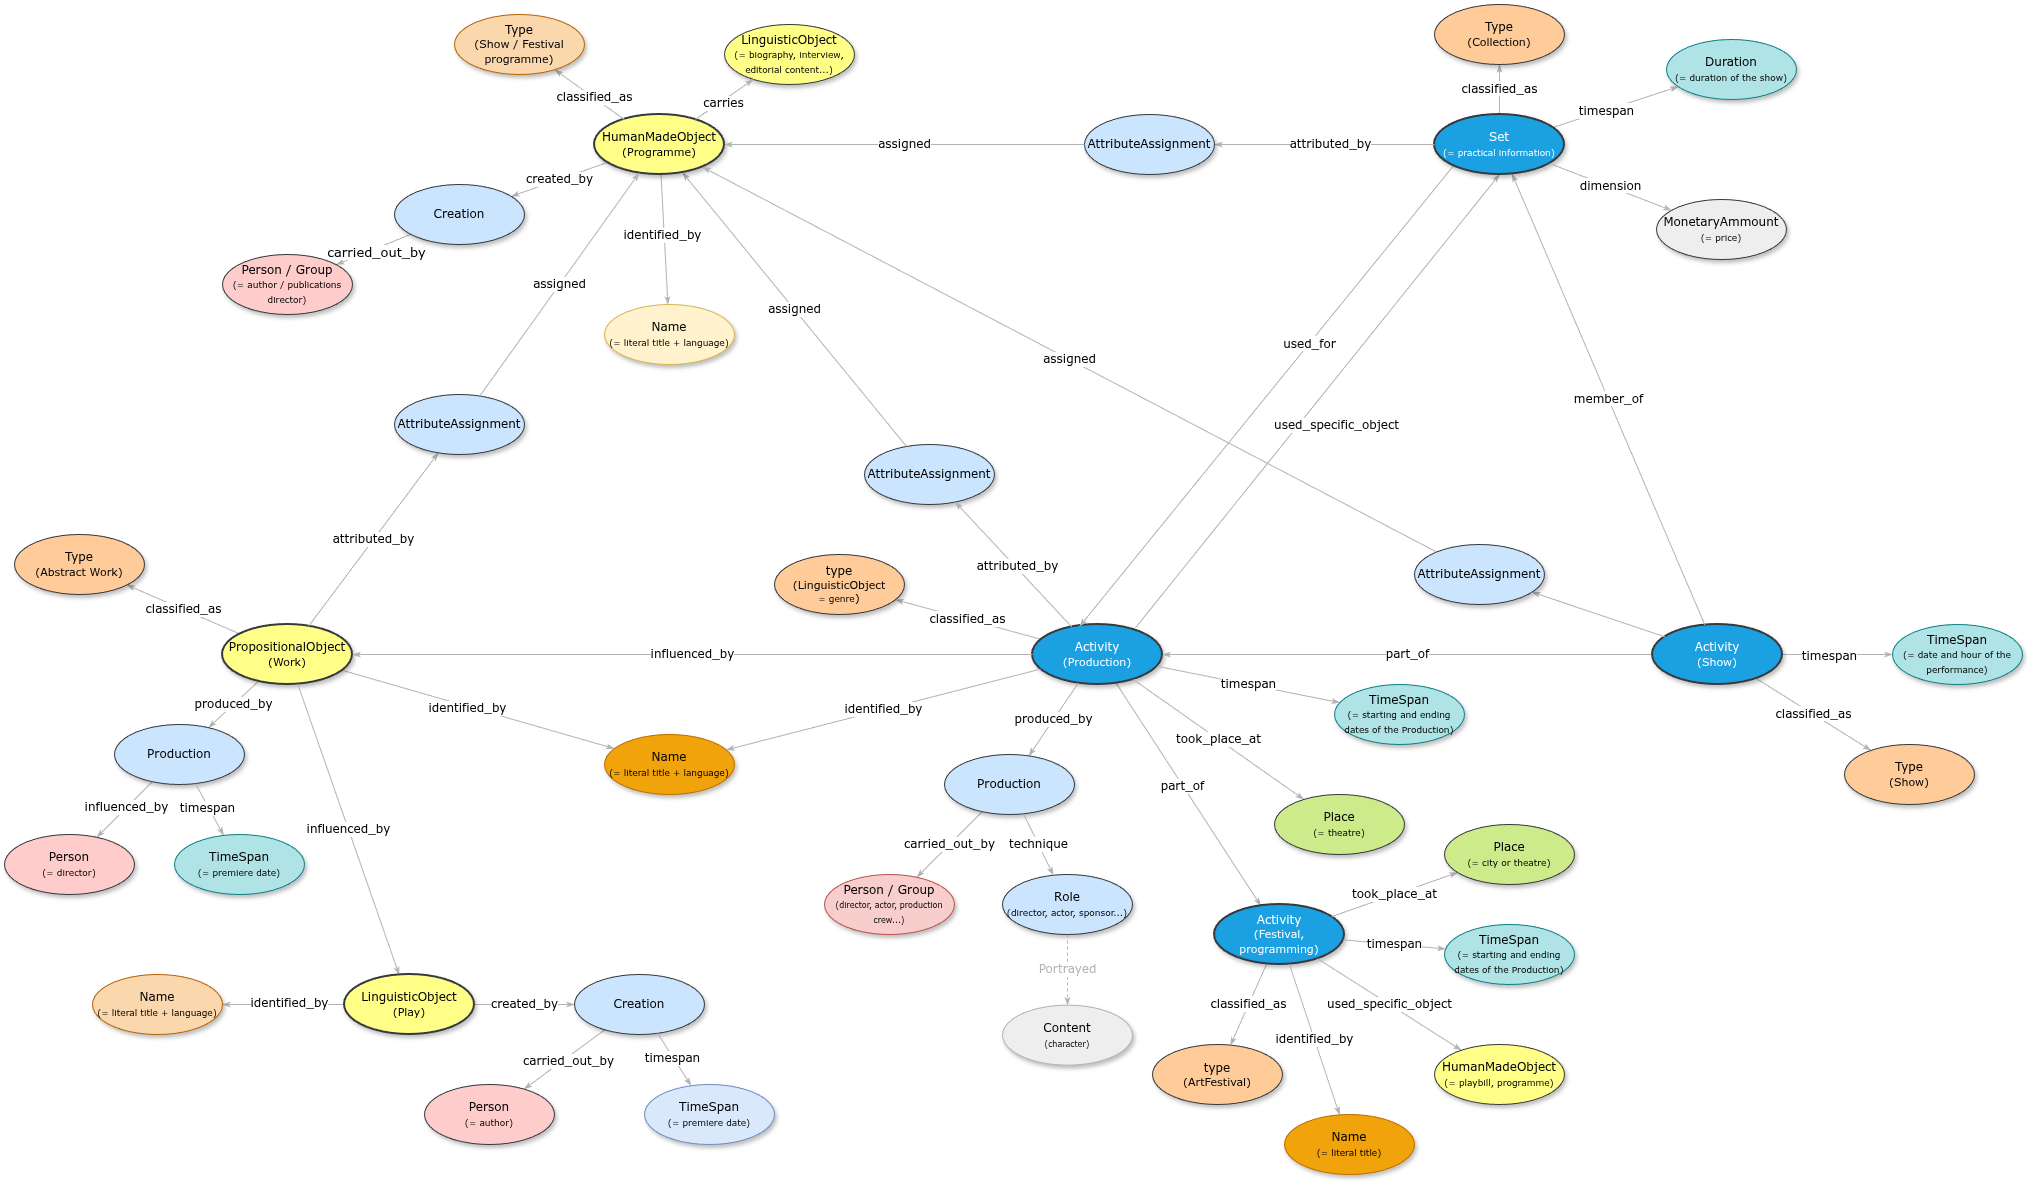 Type
(Show / Festival
programme)
LinguisticObject
(= biography, interview,
editorial content...)
Type
(Collection)
Duration
(= duration of the show)
classified_as
carries
classified_as
timespan
HumanMadeObject
(Programme)
assigned
AttributeAssignment
attributed_by
Set
(= practical information)
created_by
dimension
Creation
identified_by
MonetaryAmmount
(= price)
carried_out_by
Person / Group
(= author / publications
director)
assigned
assigned
Name
(= literal title + language)
used_for
assigned
member_of
AttributeAssignment
used_specific_object
AttributeAssignment
attributed_by
attributed_by
Type
(Abstract Work)
type
(LinguisticObject
= genre)
AttributeAssignment
classified_as
classified_as
PropositionalObject
(Work)
influenced_by
Activity
(Production)
part_of
Activity
(Show)
timespan
TimeSpan
(= date and hour of the
performance)
produced_by
identified_by
identified_by
produced_by
timespan
TimeSpan
(= starting and ending
dates of the Production)
classified_as
took_place_at
Production
Name
(= literal title + language)
Production
part_of
Type
(Show)
influenced_by
timespan
influenced_by
Place
(= theatre)
carried_out_by
technique
Place
(= city or theatre)
Person
(= director)
TimeSpan
(= premiere date)
Person / Group
(director, actor, production
crew...)
Role
(director, actor, sponsor...)
took_place_at
Activity
(Festival,
programming)
timespan
TimeSpan
(= starting and ending
dates of the Production)
Portrayed
Name
(= literal title + language)
identified_by
LinguisticObject
(Play)
created_by
Creation
classified_as
used_specific_object
Content
(character)
identified_by
carried_out_by
timespan
type
(ArtFestival)
HumanMadeObject
(= playbill, programme)
Person
(= author)
TimeSpan
(= premiere date)
Name
(= literal title)